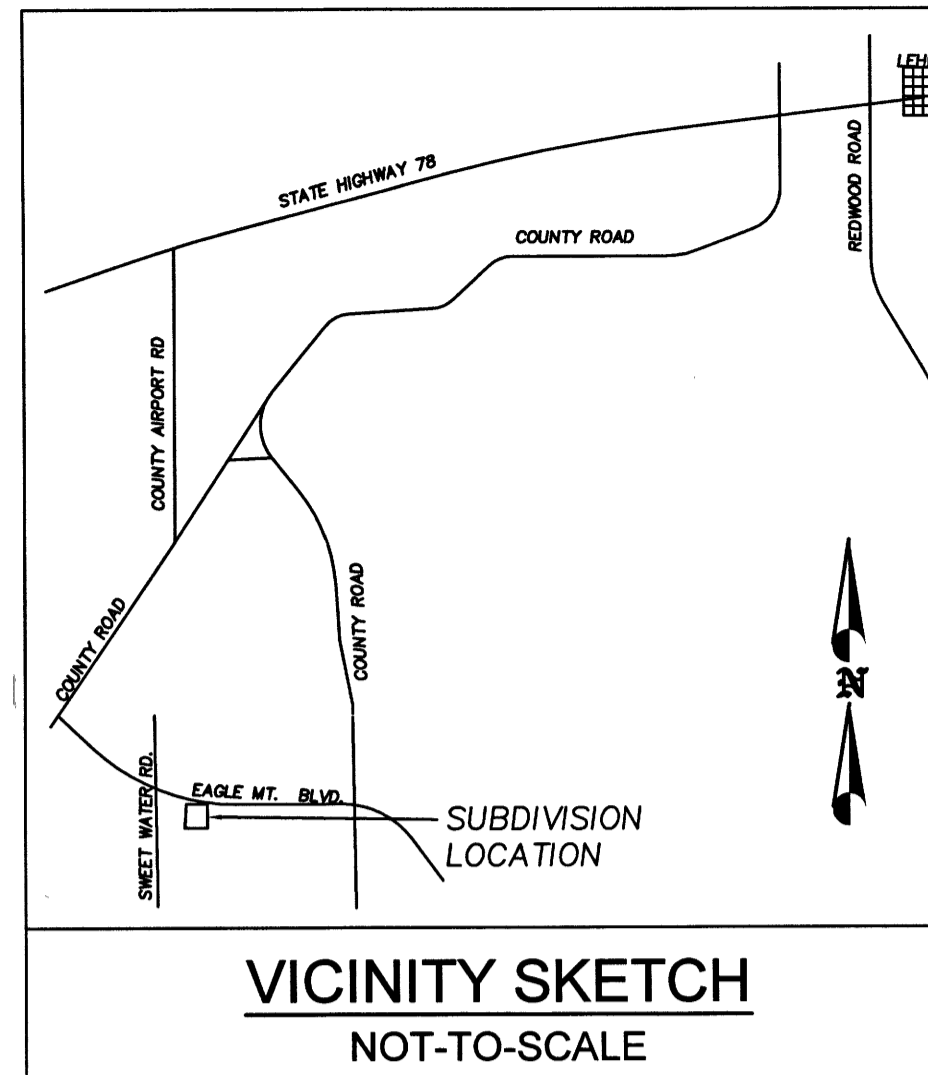 LEHI
STATE HIGHWAY 78
REDWOOD ROAD
COUNTY ROAD
COUNTY AIRPORT RD
COUNTY ROAD
COUNTY ROAD
N
SWEET WATER RD.
EAGLE MT. BLVD.
SUBDIVISION
LOCATION
VICINITY SKETCH
NOT-TO-SCALE